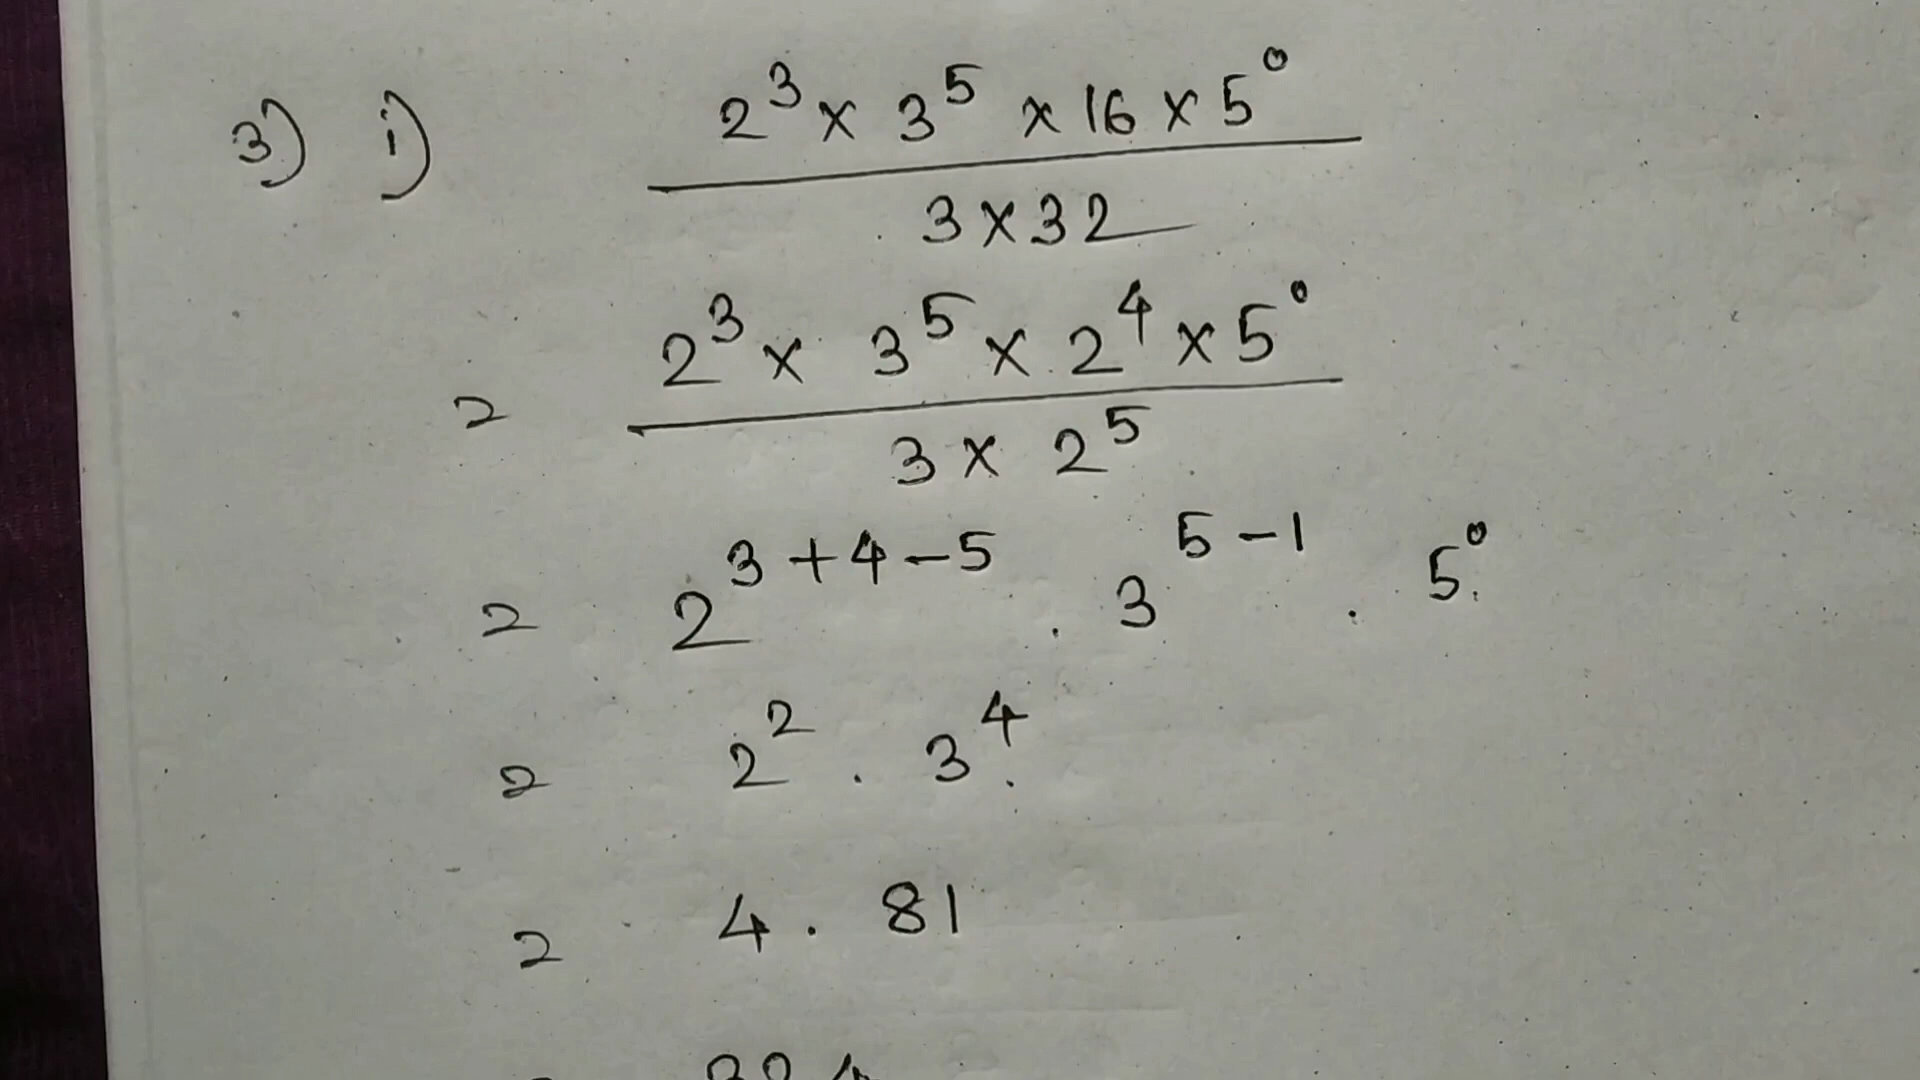 3) i) 2³ × 3⁵ × 16 × 5⁰
3 × 32
= 2³ × 3⁵ × 2⁴ × 5⁰
3 × 2⁵
= 2³⁺⁴⁻⁵ . 3⁵⁻¹ . 5⁰
= 2² . 3⁴
= 4 . 81